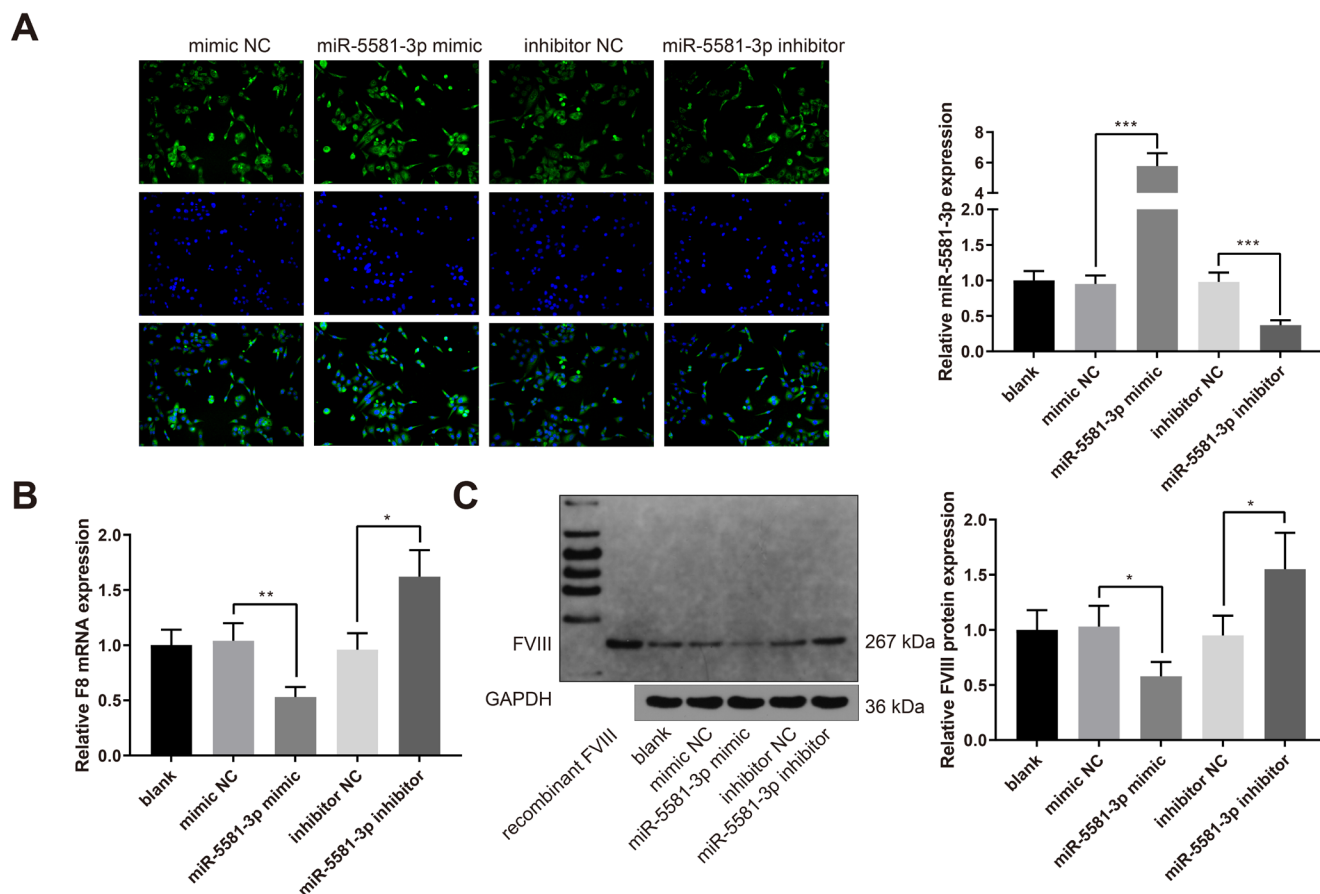 A
mimic NC
miR-5581-3p mimic
inhibitor NC
miR-5581-3p inhibitor
Relative miR-5581-3p expression
8
6
4
2.0
1.5
1.0
0.5
0.0
***
***
blank
mimic NC
miR-5581-3p mimic
inhibitor NC
miR-5581-3p inhibitor
B
Relative F8 mRNA expression
2.0
1.5
1.0
0.5
0.0
**
*
blank
mimic NC
miR-5581-3p mimic
inhibitor NC
miR-5581-3p inhibitor
C
FVIII
267 kDa
GAPDH
36 kDa
recombinant FVIII
blank
mimic NC
miR-5581-3p mimic
inhibitor NC
miR-5581-3p inhibitor
Relative FVIII protein expression
2.0
1.5
1.0
0.5
0.0
*
*
blank
mimic NC
miR-5581-3p mimic
inhibitor NC
miR-5581-3p inhibitor